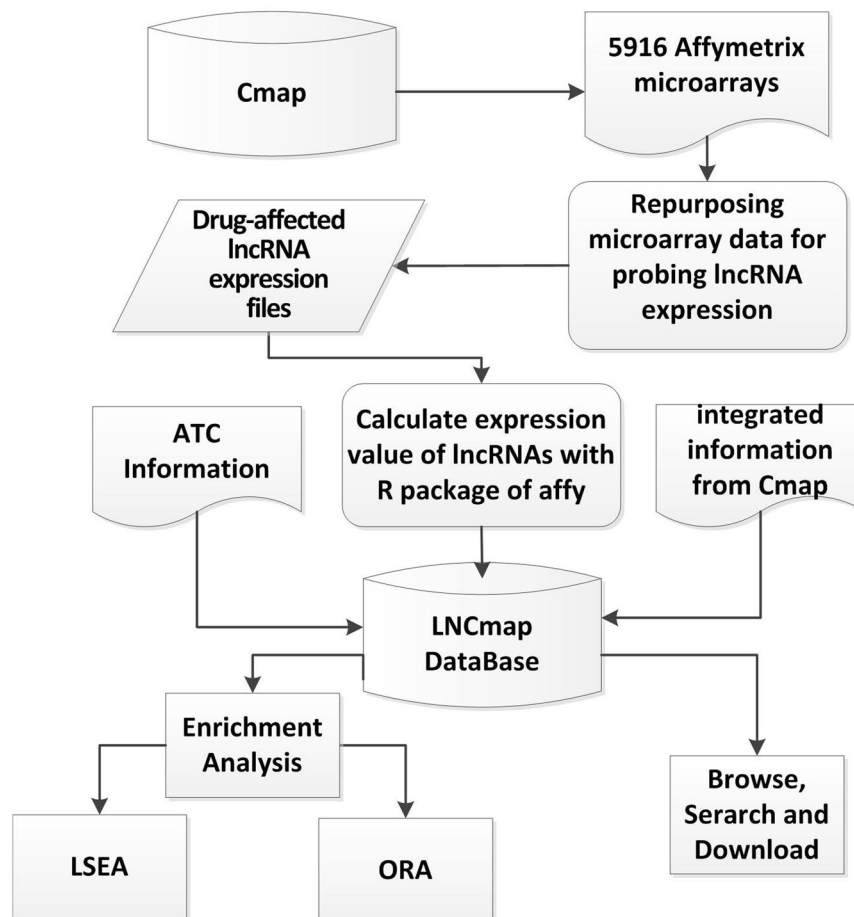 Cmap
5916 Affymetrix
microarrays
Drug-affected
lncRNA
expression
files
Repurposing
microarray data for
probing lncRNA
expression
ATC
Information
Calculate expression
value of lncRNAs with
R package of affy
integrated
information
from Cmap
LNCmap
DataBase
Enrichment
Analysis
Browse,
Serarch and
Download
LSEA
ORA